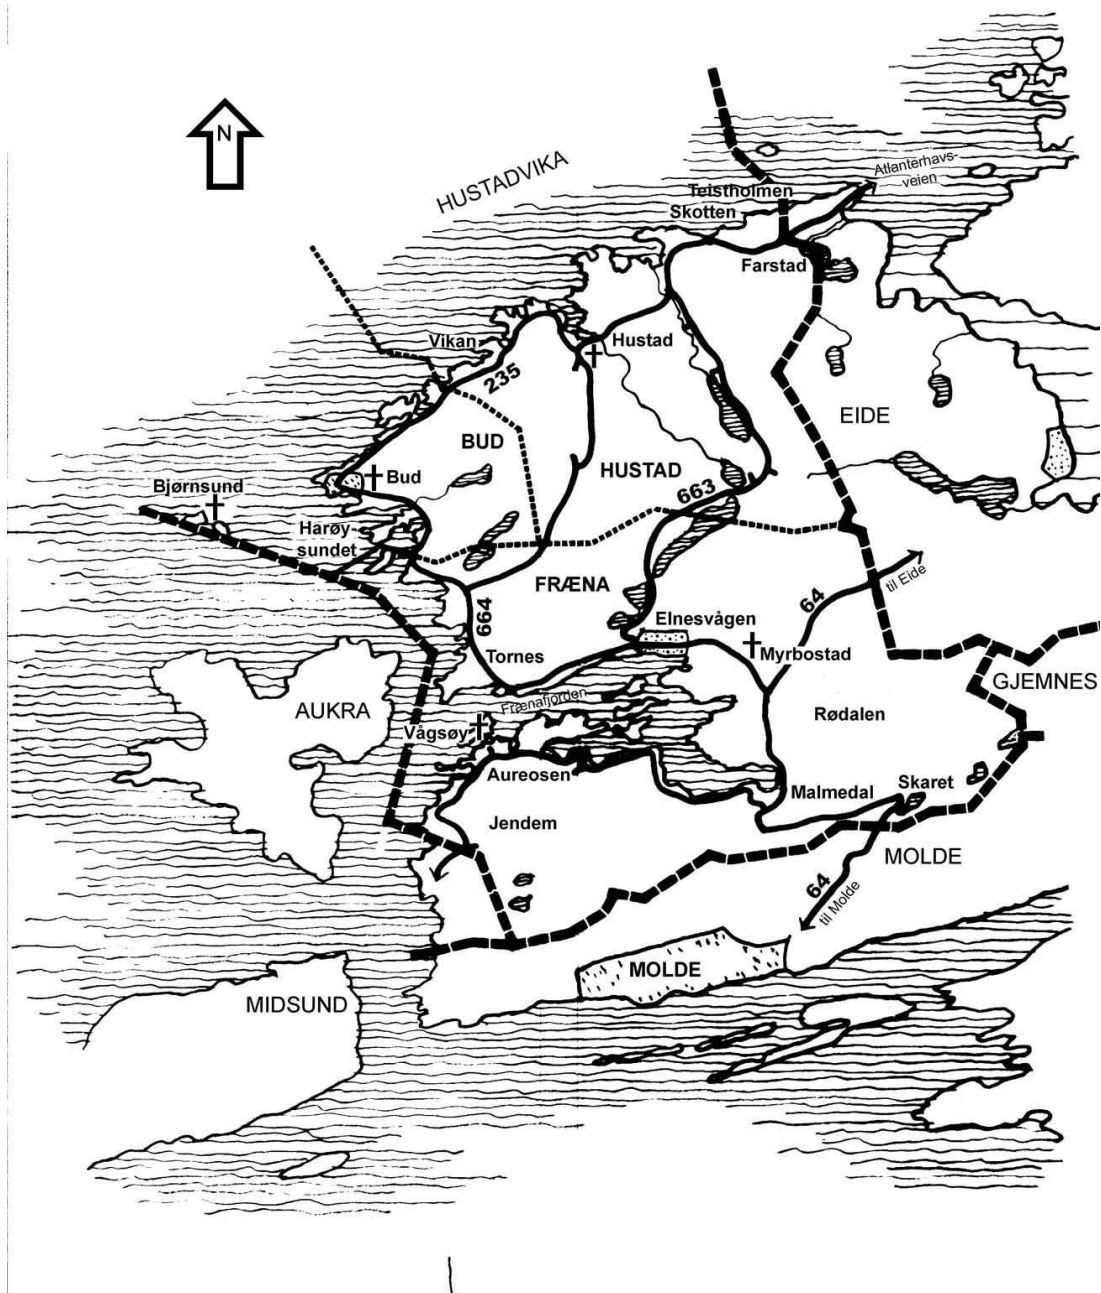 N
HUSTADVIKA
Atlanterhavs-
veien
Teistholmen
Skotten
Farstad
Vikan
Hustad
235
EIDE
BUD
HUSTAD
Bud
663
Bjørnsund
Harøy-
sundet
FRÆNA
64
til Eide
664
Elnesvågen
Tornes
Myrbostad
GJEMNES
Frænafjorden
AUKRA
Rødalen
Vågsøy
Aureosen
Malmedal
Skaret
Jendem
MOLDE
64
til Molde
MOLDE
MIDSUND